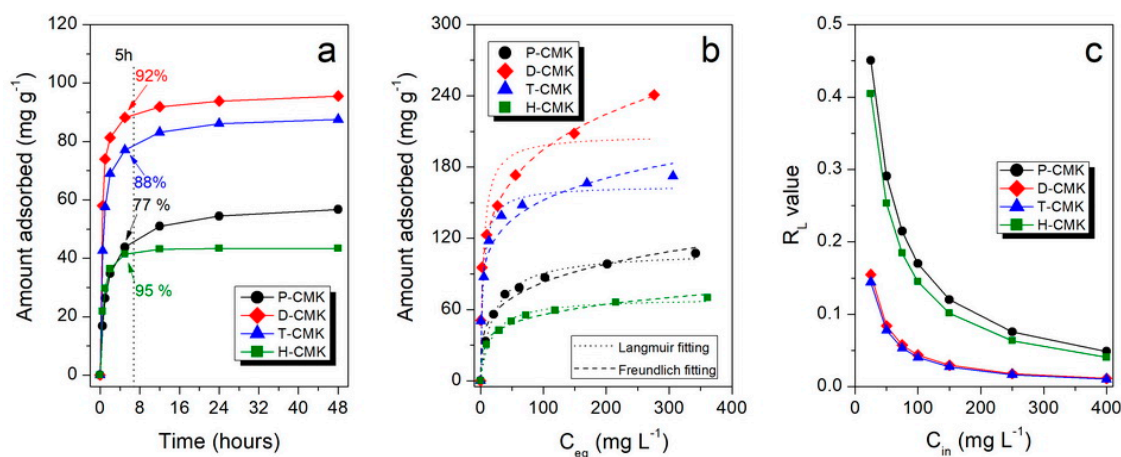 a
5h
92%
88%
77 %
95 %
P-CMK
D-CMK
T-CMK
H-CMK
Amount adsorbed (mg g⁻¹)
0
20
40
60
80
100
120
0 8 16 24 32 40 48
Time (hours)
b
P-CMK
D-CMK
T-CMK
H-CMK
Langmuir fitting
Freundlich fitting
Amount adsorbed (mg g⁻¹)
0
60
120
180
240
300
0 100 200 300 400
C_eq (mg L⁻¹)
c
P-CMK
D-CMK
T-CMK
H-CMK
R_L value
0.0
0.1
0.2
0.3
0.4
0.5
0 100 200 300 400
C_in (mg L⁻¹)